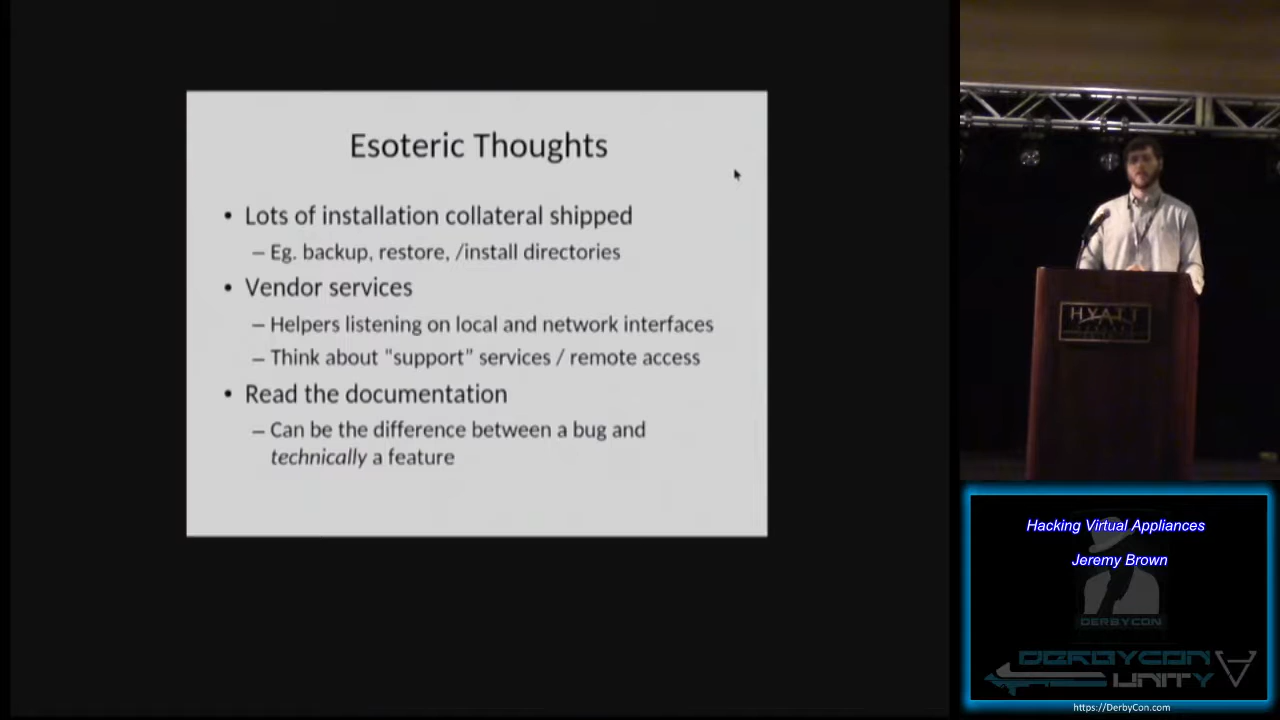 Esoteric Thoughts
• Lots of installation collateral shipped
– Eg. backup, restore, /install directories
• Vendor services
– Helpers listening on local and network interfaces
– Think about "support" services / remote access
• Read the documentation
– Can be the difference between a bug and
technically a feature
HYATT
Hacking Virtual Appliances
Jeremy Brown
DERBYCON
DERBYCON
UNITY
https://DerbyCon.com